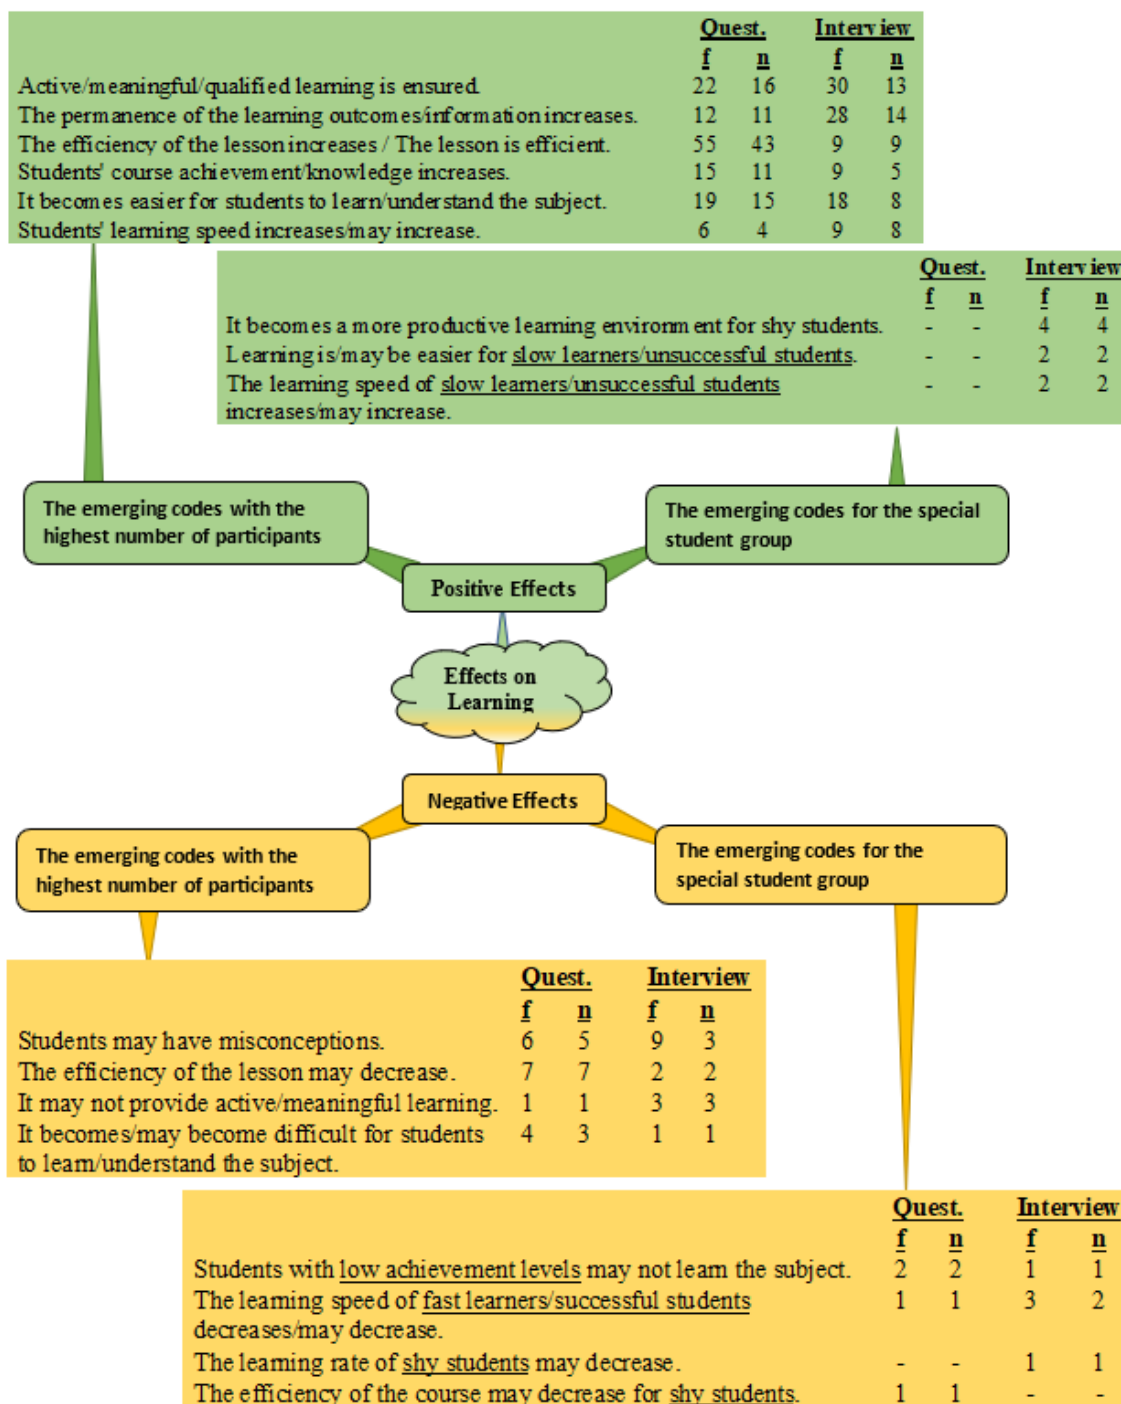 Quest. Interview
f n f n
Active/meaningful/qualified learning is ensured. 22 16 30 13
The permanence of the learning outcomes/information increases. 12 11 28 14
The efficiency of the lesson increases / The lesson is efficient. 55 43 9 9
Students' course achievement/knowledge increases. 15 11 9 5
It becomes easier for students to learn/understand the subject. 19 15 18 8
Students' learning speed increases/may increase. 6 4 9 8
Quest. Interview
f n f n
It becomes a more productive learning environment for shy students. - - 4 4
Learning is/may be easier for slow learners/unsuccessful students. - - 2 2
The learning speed of slow learners/unsuccessful students - - 2 2
increases/may increase.
The emerging codes with the
highest number of participants
The emerging codes for the special
student group
Positive Effects
Effects on
Learning
Negative Effects
The emerging codes with the
highest number of participants
The emerging codes for the
special student group
Quest. Interview
f n f n
Students may have misconceptions. 6 5 9 3
The efficiency of the lesson may decrease. 7 7 2 2
It may not provide active/meaningful learning. 1 1 3 3
It becomes/may become difficult for students 4 3 1 1
to learn/understand the subject.
Quest. Interview
f n f n
Students with low achievement levels may not learn the subject. 2 2 1 1
The learning speed of fast learners/successful students 1 1 3 2
decreases/may decrease.
The learning rate of shy students may decrease. - - 1 1
The efficiency of the course may decrease for shy students. 1 1 - -